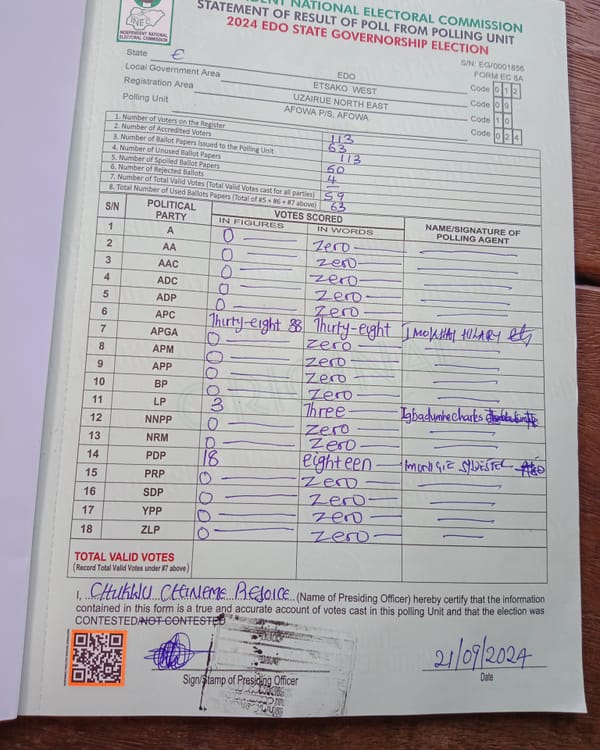 INEC
INDEPENDENT NATIONAL
ELECTORAL COMMISSION
NATIONAL ELECTORAL COMMISSION
STATEMENT OF RESULT OF POLL FROM POLLING UNIT
2024 EDO STATE GOVERNORSHIP ELECTION
S/N: EG/0001856
FORM EC 8A
State E EDO Code 0 1 2
Local Government Area ETSAKO WEST Code 0 9
Registration Area UZAIRUE NORTH EAST Code 1 0
Polling Unit AFOWA P/S, AFOWA Code 0 2 4
1. Number of Voters on the Register 113
2. Number of Accredited Voters 63
3. Number of Ballot Papers Issued to the Polling Unit 113
4. Number of Unused Ballot Papers 50
5. Number of Spoiled Ballot Papers
6. Number of Rejected Ballots 4
7. Number of Total Valid Votes (Total Valid Votes cast for all parties) 59
8. Total Number of Used Ballots Papers (Total of #5 + #6 + #7 above) 63
S/N POLITICAL PARTY VOTES SCORED NAME/SIGNATURE OF POLLING AGENT
IN FIGURES IN WORDS
1 A 0 Zero
2 AA 0 Zero
3 AAC 0 Zero
4 ADC 0 Zero
5 ADP 0 Zero
6 APC Thirty-eight 38 Thirty-eight
7 APGA 0 Zero
8 APM 0 Zero
9 APP 0 Zero
10 BP 0 Zero
11 LP 3 Three Igbadumhe Charles
12 NNPP 0 Zero
13 NRM 0 Zero
14 PDP 18 eighteen
15 PRP 0 Zero
16 SDP 0 Zero
17 YPP 0 Zero
18 ZLP 0 Zero
TOTAL VALID VOTES
(Record Total Valid Votes under #7 above)
I, CHUKWU CHINEME REJOICE (Name of Presiding Officer) hereby certify that the information
contained in this form is a true and accurate account of votes cast in this polling Unit and that the election was
CONTESTED/NOT CONTESTED
21/09/2024
Sign/Stamp of Presiding Officer Date